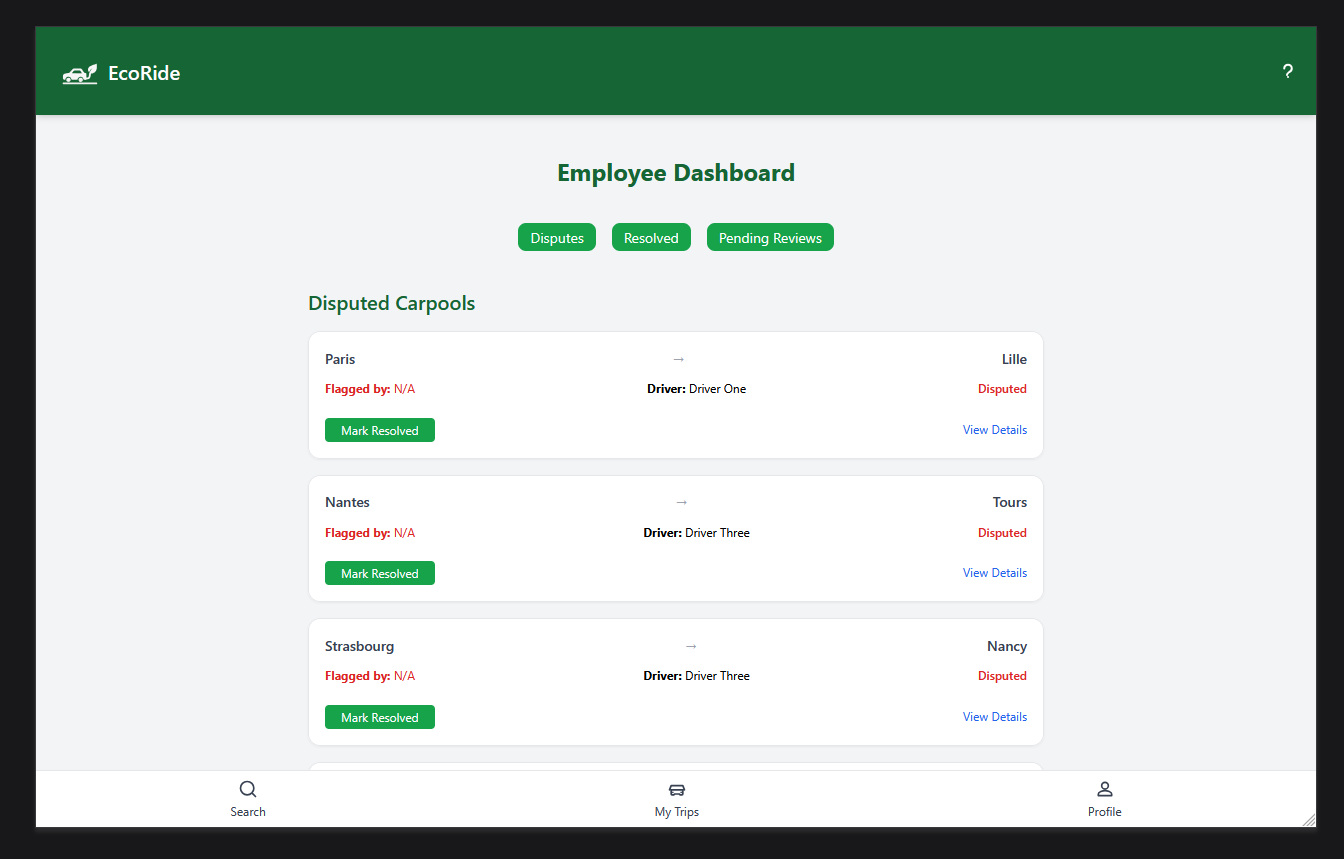 EcoRide
?
Employee Dashboard
Disputes Resolved Pending Reviews
Disputed Carpools
Paris → Lille
Flagged by: N/A Driver: Driver One Disputed
Mark Resolved View Details
Nantes → Tours
Flagged by: N/A Driver: Driver Three Disputed
Mark Resolved View Details
Strasbourg → Nancy
Flagged by: N/A Driver: Driver Three Disputed
Mark Resolved View Details
Search My Trips Profile